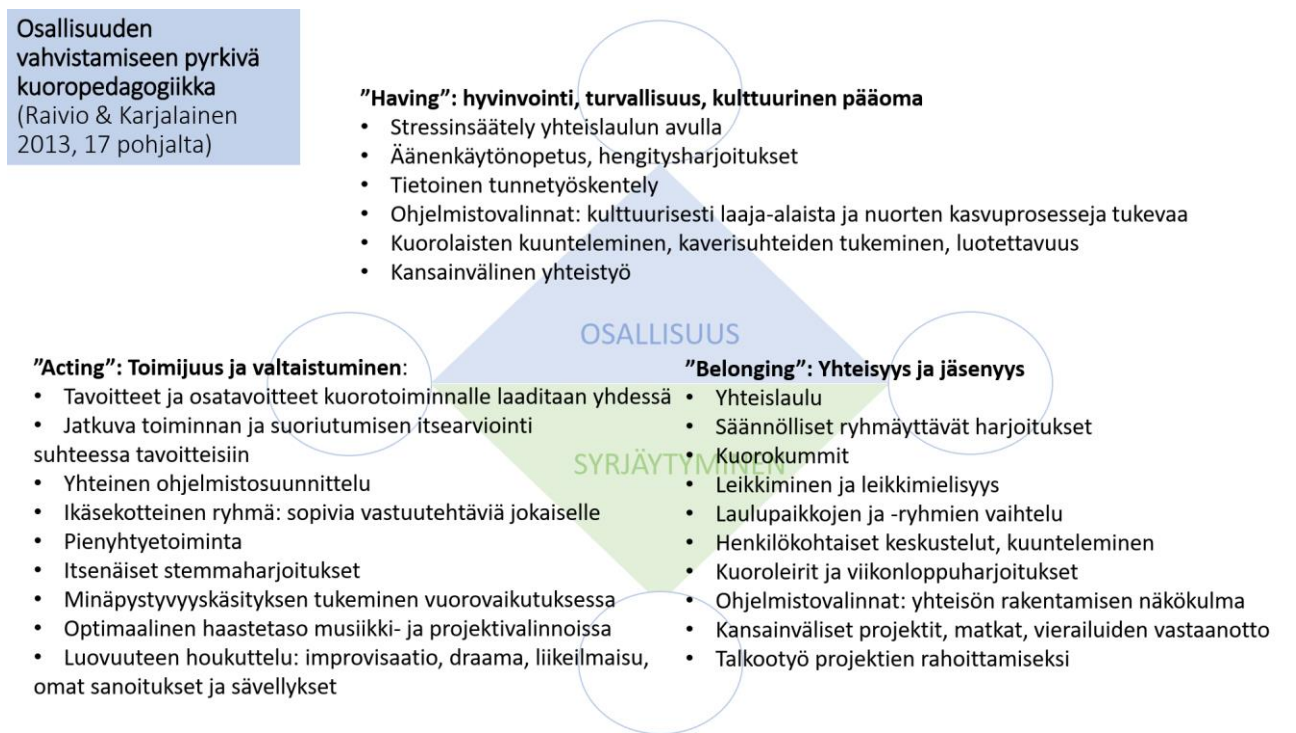 Osallisuuden
vahvistamiseen pyrkivä
kuoropedagogiikka
(Raivio & Karjalainen
2013, 17 pohjalta)
”Having”: hyvinvointi, turvallisuus, kulttuurinen pääoma
• Stressinsäätely yhteislaulun avulla
• Äänenkäytönopetus, hengitysharjoitukset
• Tietoinen tunnetyöskentely
• Ohjelmistovalinnat: kulttuurisesti laaja-alaista ja nuorten kasvuprosesseja tukevaa
• Kuorolaisten kuunteleminen, kaverisuhteiden tukeminen, luotettavuus
• Kansainvälinen yhteistyö
OSALLISUUS
SYRJÄYTYMINEN
”Acting”: Toimijuus ja valtaistuminen:
• Tavoitteet ja osatavoitteet kuorotoiminnalle laaditaan yhdessä
• Jatkuva toiminnan ja suoriutumisen itsearviointi
suhteessa tavoitteisiin
• Yhteinen ohjelmistosuunnittelu
• Ikäsekotteinen ryhmä: sopivia vastuutehtäviä jokaiselle
• Pienyhtyetoiminta
• Itsenäiset stemmaharjoitukset
• Minäpystyvyyskäsityksen tukeminen vuorovaikutuksessa
• Optimaalinen haastetaso musiikki- ja projektivalinnoissa
• Luovuuteen houkuttelu: improvisaatio, draama, liikeilmaisu,
omat sanoitukset ja sävellykset
”Belonging”: Yhteisyys ja jäsenyys
• Yhteislaulu
• Säännölliset ryhmäyttävät harjoitukset
• Kuorokummit
• Leikkiminen ja leikkimielisyys
• Laulupaikkojen ja -ryhmien vaihtelu
• Henkilökohtaiset keskustelut, kuunteleminen
• Kuoroleirit ja viikonloppuharjoitukset
• Ohjelmistovalinnat: yhteisön rakentamisen näkökulma
• Kansainväliset projektit, matkat, vierailuiden vastaanotto
• Talkootyö projektien rahoittamiseksi